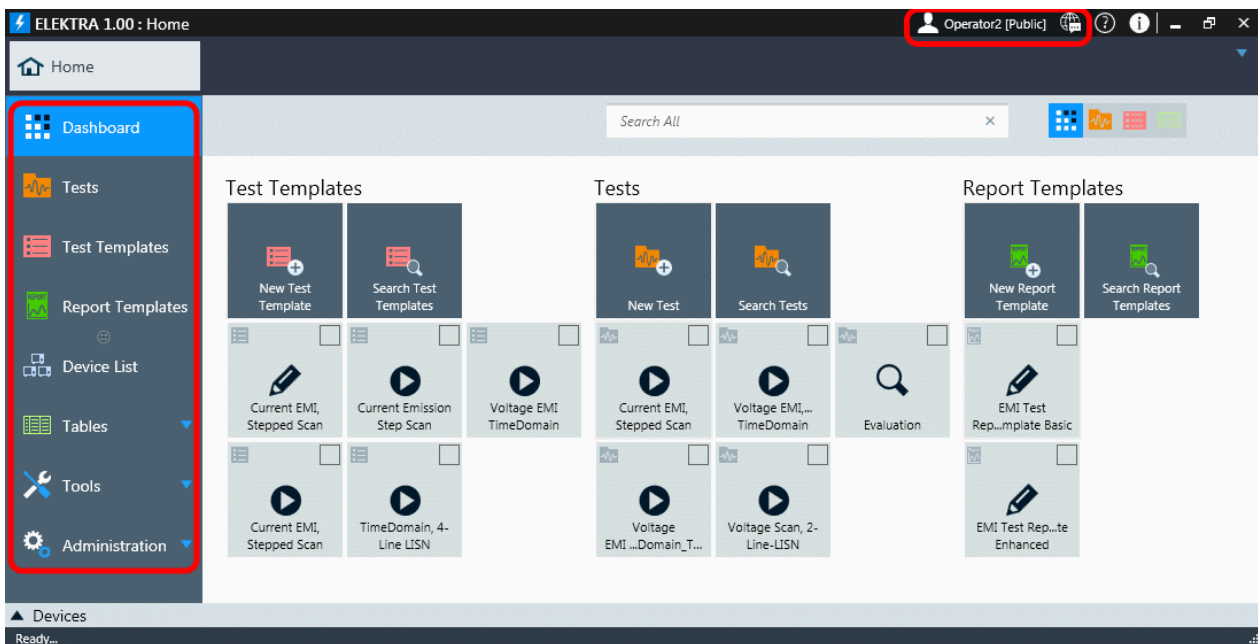 ELEKTRA 1.00 : Home
Operator2 [Public]
Home
Dashboard
Search All
Tests
Test Templates
Report Templates
Device List
Tables
Tools
Administration
Test Templates
New Test
Template
Search Test
Templates
Current EMI,
Stepped Scan
Current Emission
Step Scan
Voltage EMI
TimeDomain
Current EMI,
Stepped Scan
TimeDomain, 4-
Line LISN
Tests
New Test
Search Tests
Current EMI,
Stepped Scan
Voltage EMI,...
TimeDomain
Evaluation
Voltage
EMI ...Domain_T...
Voltage Scan, 2-
Line-LISN
Report Templates
New Report
Template
Search Report
Templates
EMI Test
Rep...mplate Basic
EMI Test Rep...te
Enhanced
Devices
Ready...